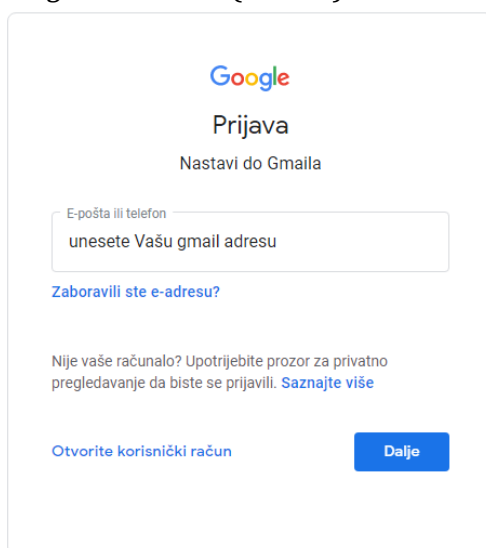 Google
Prijava
Nastavi do Gmaila
E-pošta ili telefon
unesete Vašu gmail adresu
Zaboravili ste e-adresu?
Nije vaše računalo? Upotrijebite prozor za privatno
pregledavanje da biste se prijavili. Saznajte više
Otvorite korisnički račun
Dalje